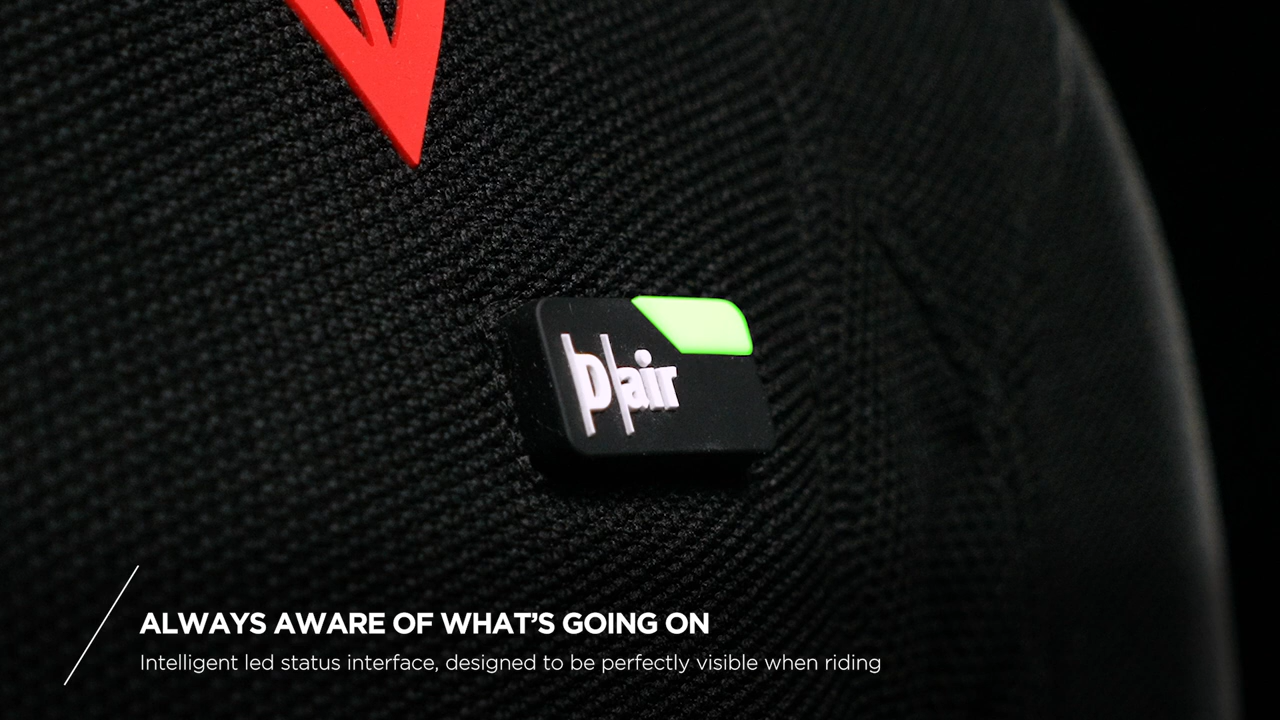 p|air
ALWAYS AWARE OF WHAT'S GOING ON
Intelligent led status interface, designed to be perfectly visible when riding